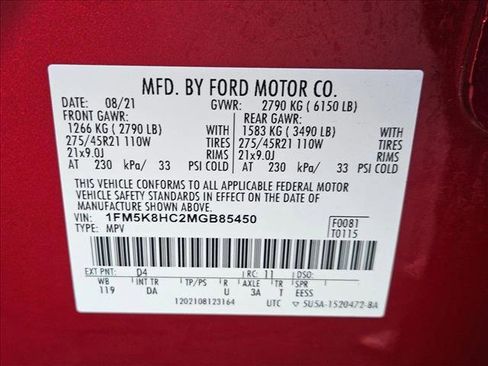 MFD. BY FORD MOTOR CO.
DATE: 08/21 GVWR: 2790 KG ( 6150 LB)
FRONT GAWR: REAR GAWR:
1266 KG ( 2790 LB) WITH 1583 KG ( 3490 LB) WITH
275/45R21 110W TIRES 275/45R21 110W TIRES
21x9.0J RIMS 21x9.0J RIMS
AT 230 kPa/ 33 PSI COLD AT 230 kPa/ 33 PSI COLD
THIS VEHICLE CONFORMS TO ALL APPLICABLE FEDERAL MOTOR
VEHICLE SAFETY STANDARDS IN EFFECT ON THE DATE OF
MANUFACTURE SHOWN ABOVE.
VIN: 1FM5K8HC2MGB85450 F0081
TYPE: MPV T0115
EXT PNT: D4 RC: 11 DSO:
WB INT TR TP/PS R AXLE TR SPR
119 DA U 3A T EESS
1202108123164 UTC 5U5A-1520472-BA